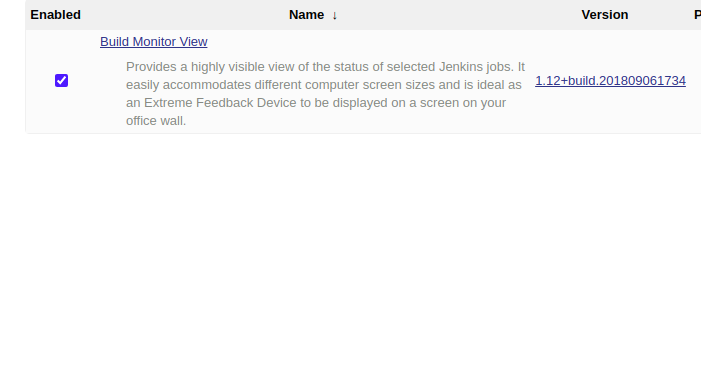 Enabled Name ↓ Version P
Build Monitor View
Provides a highly visible view of the status of selected Jenkins jobs. It
easily accommodates different computer screen sizes and is ideal as
an Extreme Feedback Device to be displayed on a screen on your
office wall.
1.12+build.201809061734